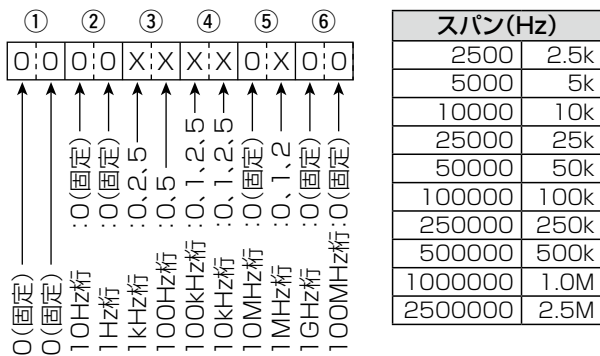 ① ② ③ ④ ⑤ ⑥
0 0 0 0 X X X X 0 X 0 0
0(固定)
0(固定)
10Hz桁:0(固定)
1Hz桁:0(固定)
1kHz桁:0、2、5
100Hz桁:0、5
100kHz桁:0、1、2、5
10kHz桁:0、1、2、5
10MHz桁:0(固定)
1MHz桁:0、1、2
1GHz桁:0(固定)
100MHz桁:0(固定)
スパン(Hz)
2500 2.5k
5000 5k
10000 10k
25000 25k
50000 50k
100000 100k
250000 250k
500000 500k
1000000 1.0M
2500000 2.5M